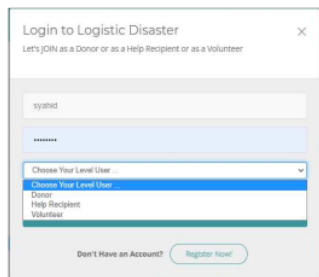 Login to Logistic Disaster
Let's JOIN as a Donor or as a Help Recipient or as a Volunteer
syahid
Choose Your Level User ...
Choose Your Level User ...
Donor
Help Recipient
Volunteer
Don't Have an Account?
Register Now!